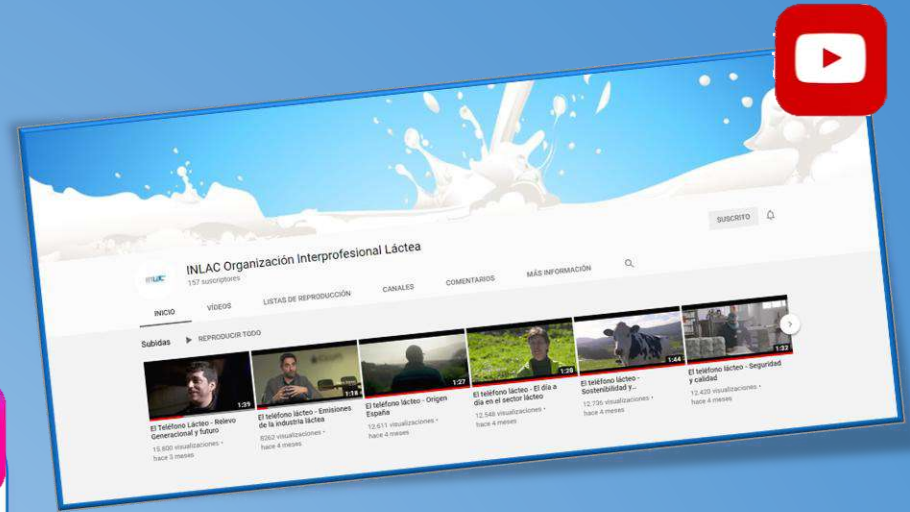 INLAC
INLAC Organización Interprofesional Láctea
157 suscriptores
SUSCRITO
INICIO
VÍDEOS
LISTAS DE REPRODUCCIÓN
CANALES
COMENTARIOS
MÁS INFORMACIÓN
Subidas
REPRODUCIR TODO
1:39
El Teléfono Lácteo - Relevo
Generacional y futuro
15.600 visualizaciones •
hace 3 meses
1:18
El teléfono lácteo - Emisiones
de la industria láctea
8262 visualizaciones •
hace 4 meses
1:27
El teléfono lácteo - Origen
España
12.611 visualizaciones •
hace 4 meses
1:20
El teléfono lácteo - El día a
día en el sector lácteo
12.548 visualizaciones •
hace 4 meses
1:44
El teléfono lácteo -
Sostenibilidad y...
12.736 visualizaciones •
hace 4 meses
1:32
El teléfono lácteo - Seguridad
y calidad
12.420 visualizaciones •
hace 4 meses